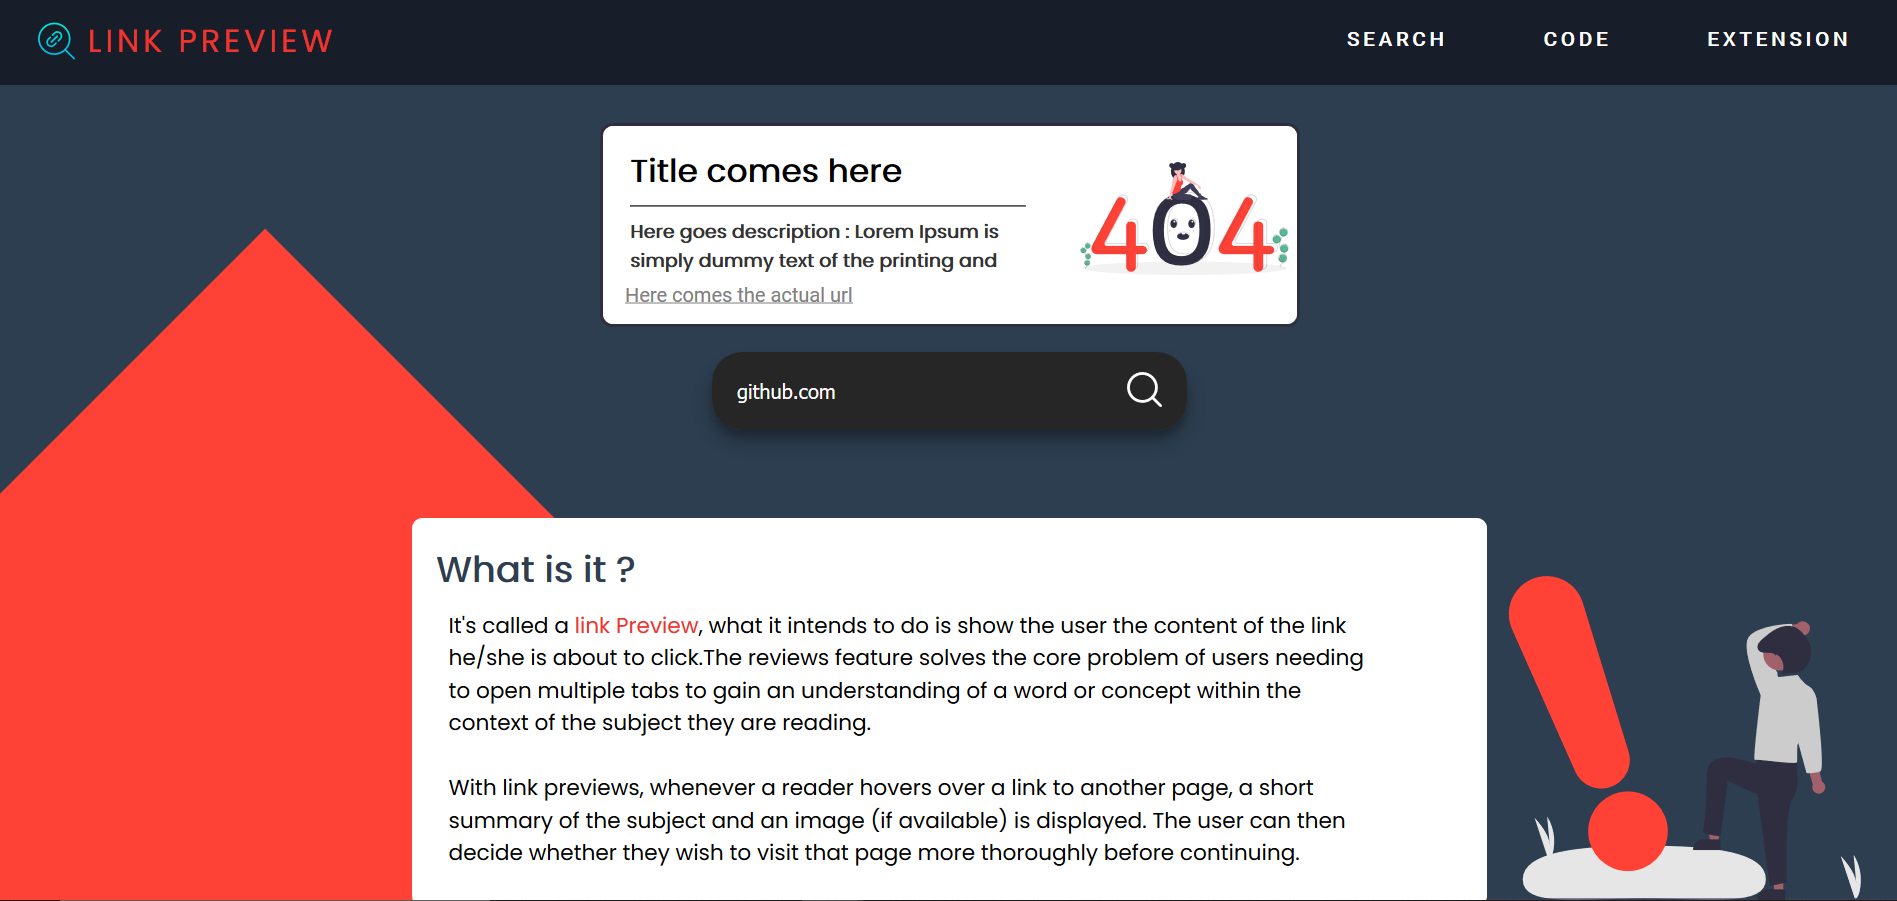 LINK PREVIEW
SEARCH
CODE
EXTENSION
Title comes here
Here goes description : Lorem Ipsum is
simply dummy text of the printing and
Here comes the actual url
404
github.com
What is it ?
It's called a link Preview, what it intends to do is show the user the content of the link
he/she is about to click.The reviews feature solves the core problem of users needing
to open multiple tabs to gain an understanding of a word or concept within the
context of the subject they are reading.
With link previews, whenever a reader hovers over a link to another page, a short
summary of the subject and an image (if available) is displayed. The user can then
decide whether they wish to visit that page more thoroughly before continuing.